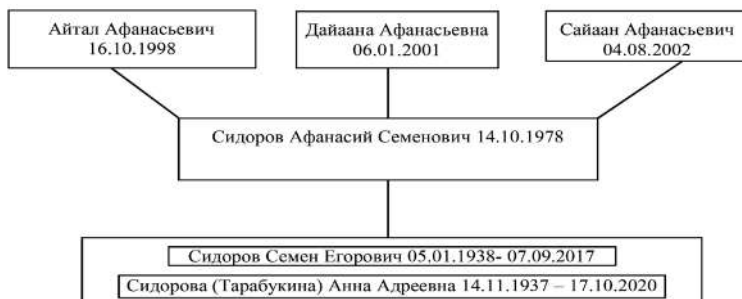 Айтал Афанасьевич
16.10.1998
Дайаана Афанасьевна
06.01.2001
Сайаан Афанасьевич
04.08.2002
Сидоров Афанасий Семенович 14.10.1978
Сидоров Семен Егорович 05.01.1938- 07.09.2017
Сидорова (Тарабукина) Анна Адреевна 14.11.1937 – 17.10.2020